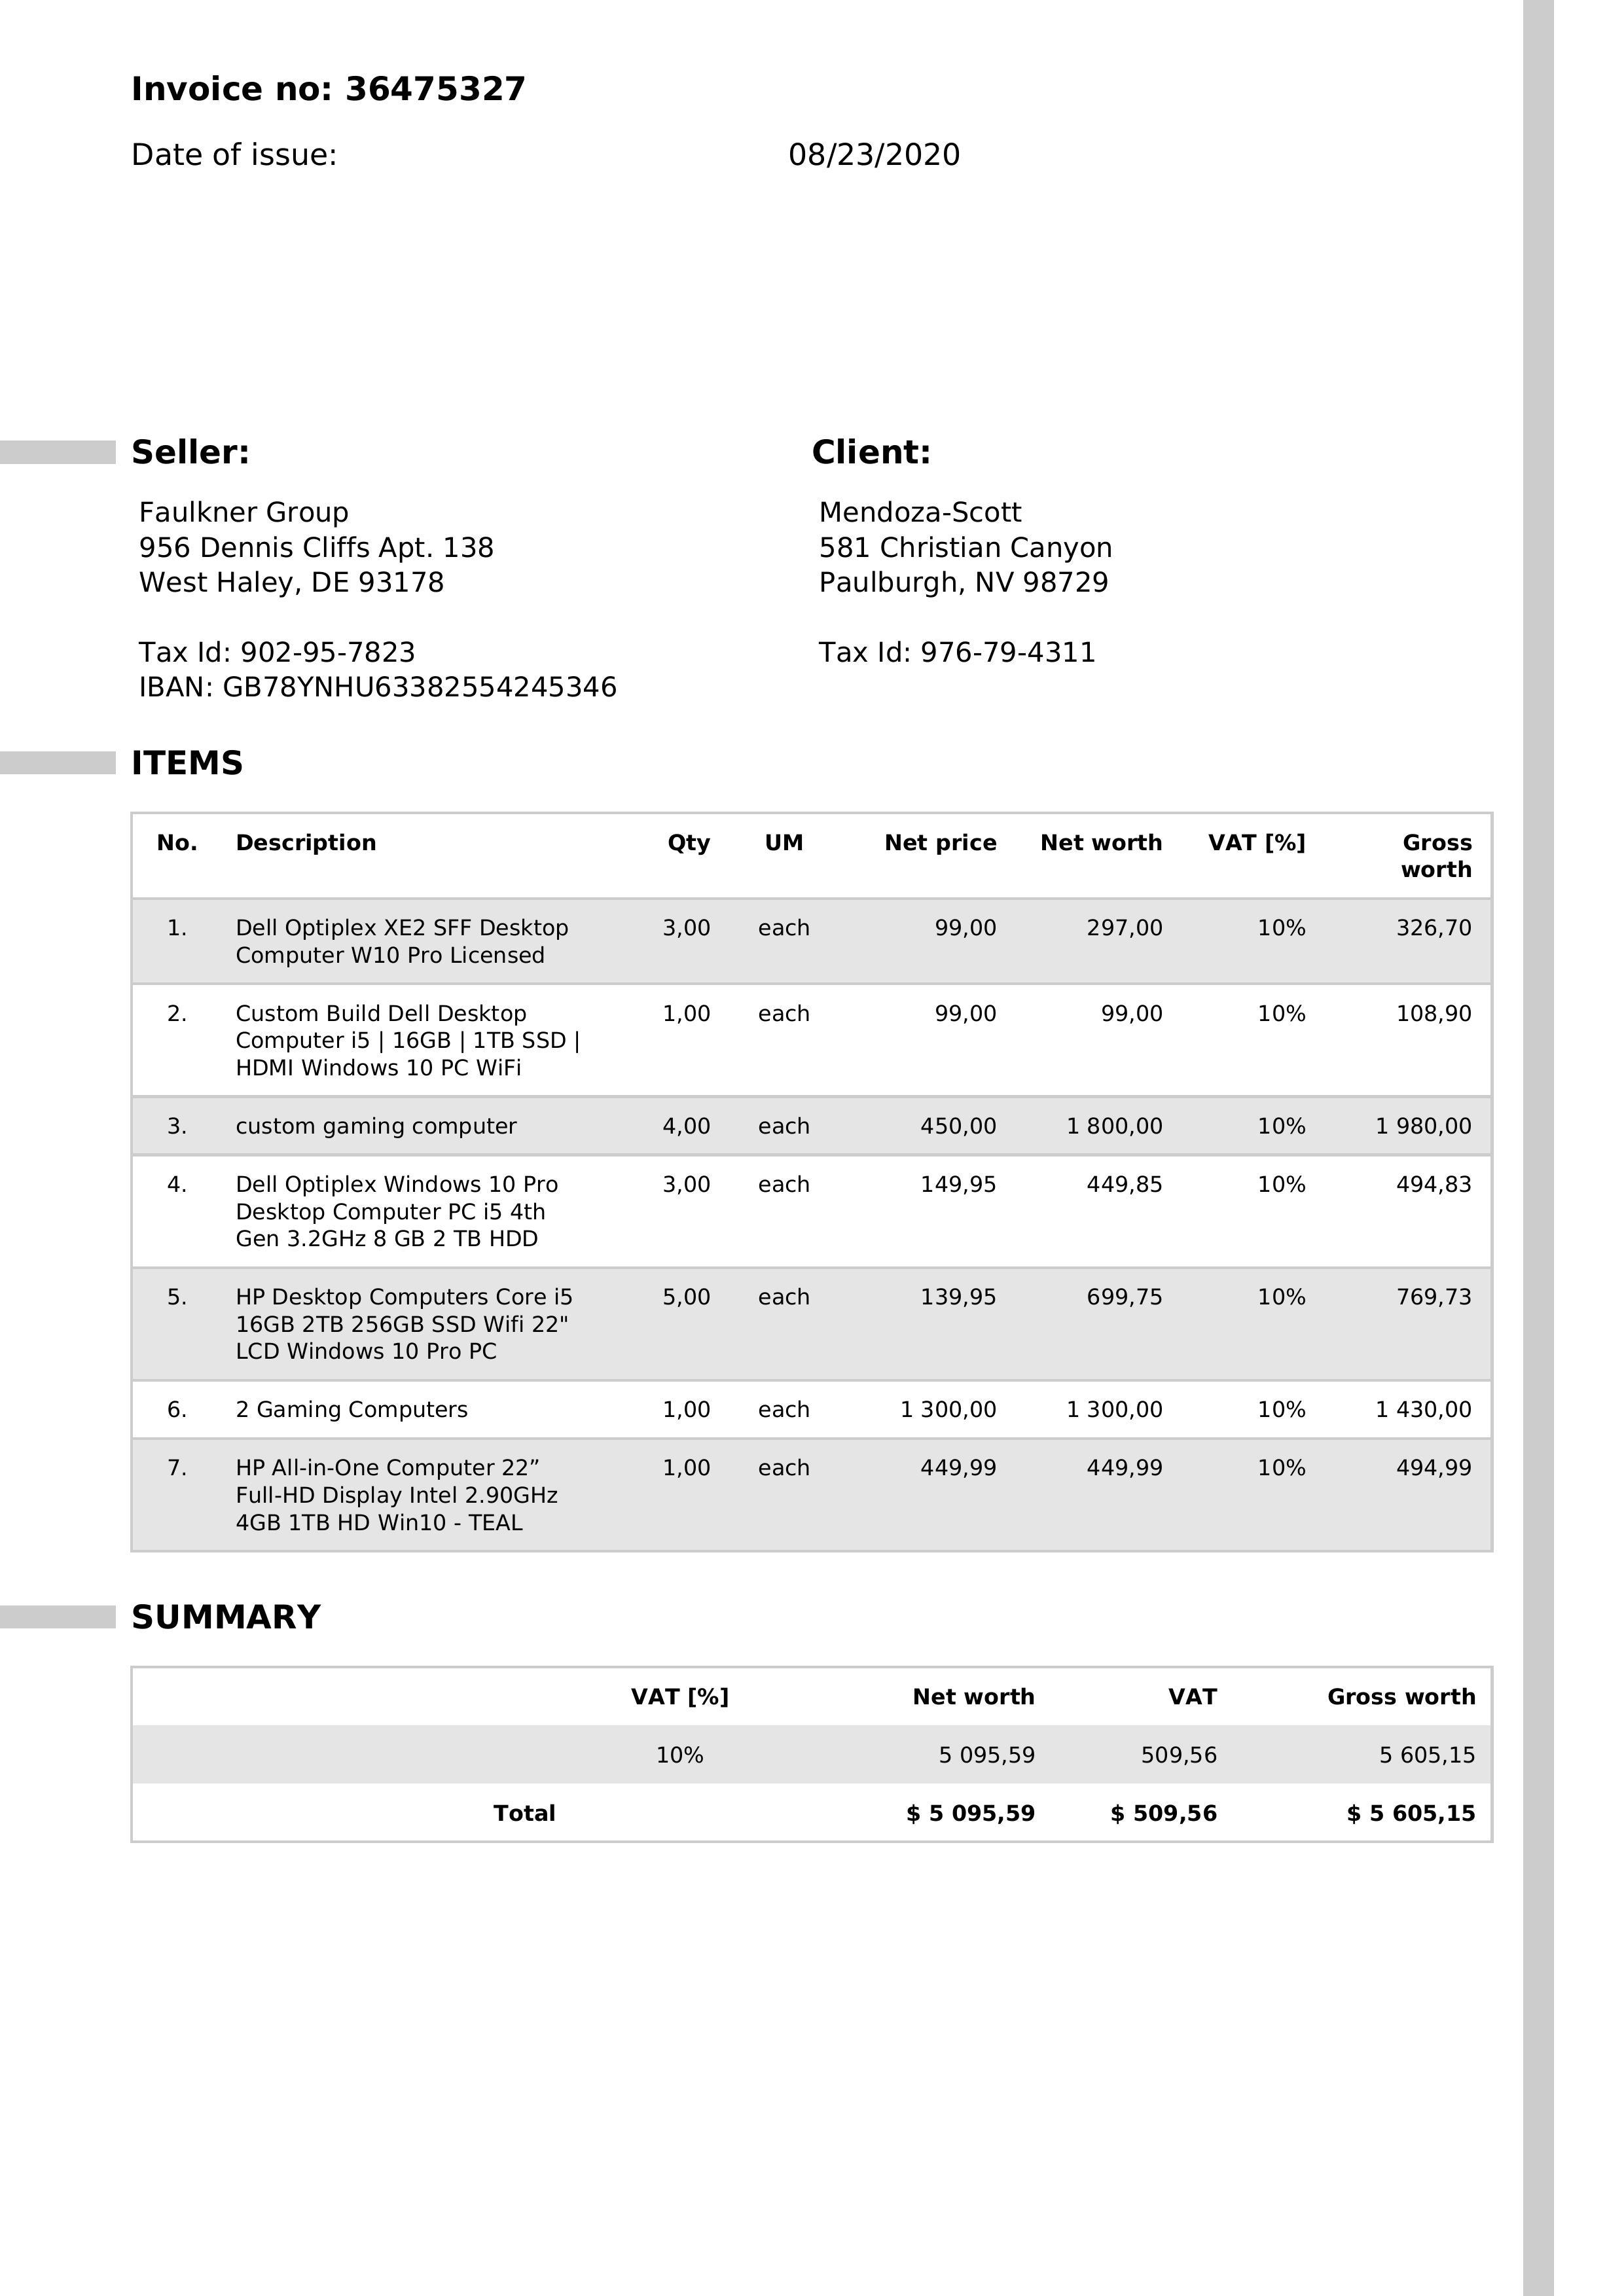 Invoice no: 36475327
Date of issue: 08/23/2020
Seller: Client:
Faulkner Group Mendoza-Scott
956 Dennis Cliffs Apt. 138 581 Christian Canyon
West Haley, DE 93178 Paulburgh, NV 98729
Tax Id: 902-95-7823 Tax Id: 976-79-4311
IBAN: GB78YNHU63382554245346
ITEMS
No. Description Qty UM Net price Net worth VAT [%] Gross
worth
1. Dell Optiplex XE2 SFF Desktop 3,00 each 99,00 297,00 10% 326,70
Computer W10 Pro Licensed
2. Custom Build Dell Desktop 1,00 each 99,00 99,00 10% 108,90
Computer i5 | 16GB | 1TB SSD |
HDMI Windows 10 PC WiFi
3. custom gaming computer 4,00 each 450,00 1 800,00 10% 1 980,00
4. Dell Optiplex Windows 10 Pro 3,00 each 149,95 449,85 10% 494,83
Desktop Computer PC i5 4th
Gen 3.2GHz 8 GB 2 TB HDD
5. HP Desktop Computers Core i5 5,00 each 139,95 699,75 10% 769,73
16GB 2TB 256GB SSD Wifi 22"
LCD Windows 10 Pro PC
6. 2 Gaming Computers 1,00 each 1 300,00 1 300,00 10% 1 430,00
7. HP All-in-One Computer 22” 1,00 each 449,99 449,99 10% 494,99
Full-HD Display Intel 2.90GHz
4GB 1TB HD Win10 - TEAL
SUMMARY
VAT [%] Net worth VAT Gross worth
10% 5 095,59 509,56 5 605,15
Total $ 5 095,59 $ 509,56 $ 5 605,15